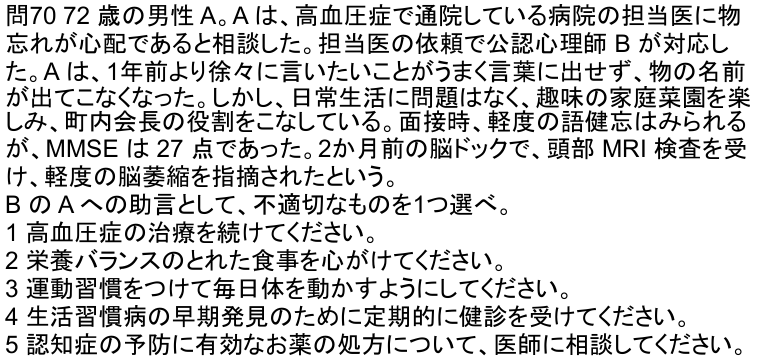 問70 72 歳の男性 A。A は、高血圧症で通院している病院の担当医に物
忘れが心配であると相談した。担当医の依頼で公認心理師 B が対応し
た。A は、1年前より徐々に言いたいことがうまく言葉に出せず、物の名前
が出てこなくなった。しかし、日常生活に問題はなく、趣味の家庭菜園を楽
しみ、町内会長の役割をこなしている。面接時、軽度の語健忘はみられる
が、MMSE は 27 点であった。2か月前の脳ドックで、頭部 MRI 検査を受
け、軽度の脳萎縮を指摘されたという。
B の A への助言として、不適切なものを1つ選べ。
1 高血圧症の治療を続けてください。
2 栄養バランスのとれた食事を心がけてください。
3 運動習慣をつけて毎日体を動かすようにしてください。
4 生活習慣病の早期発見のために定期的に健診を受けてください。
5 認知症の予防に有効なお薬の処方について、医師に相談してください。